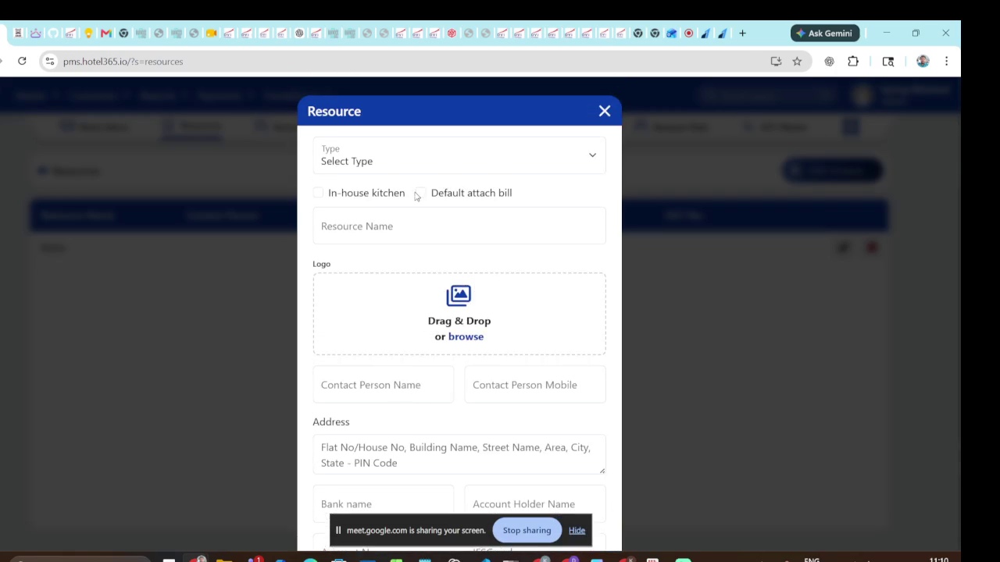 Ask Gemini
pms.hotel365.io/?s=resources
Resource
Type
Select Type
In-house kitchen
Default attach bill
Resource Name
Logo
Drag & Drop
or browse
Contact Person Name
Contact Person Mobile
Address
Flat No/House No, Building Name, Street Name, Area, City,
State - PIN Code
Bank name
Account Holder Name
meet.google.com is sharing your screen.
Stop sharing
Hide
ENG
11:10